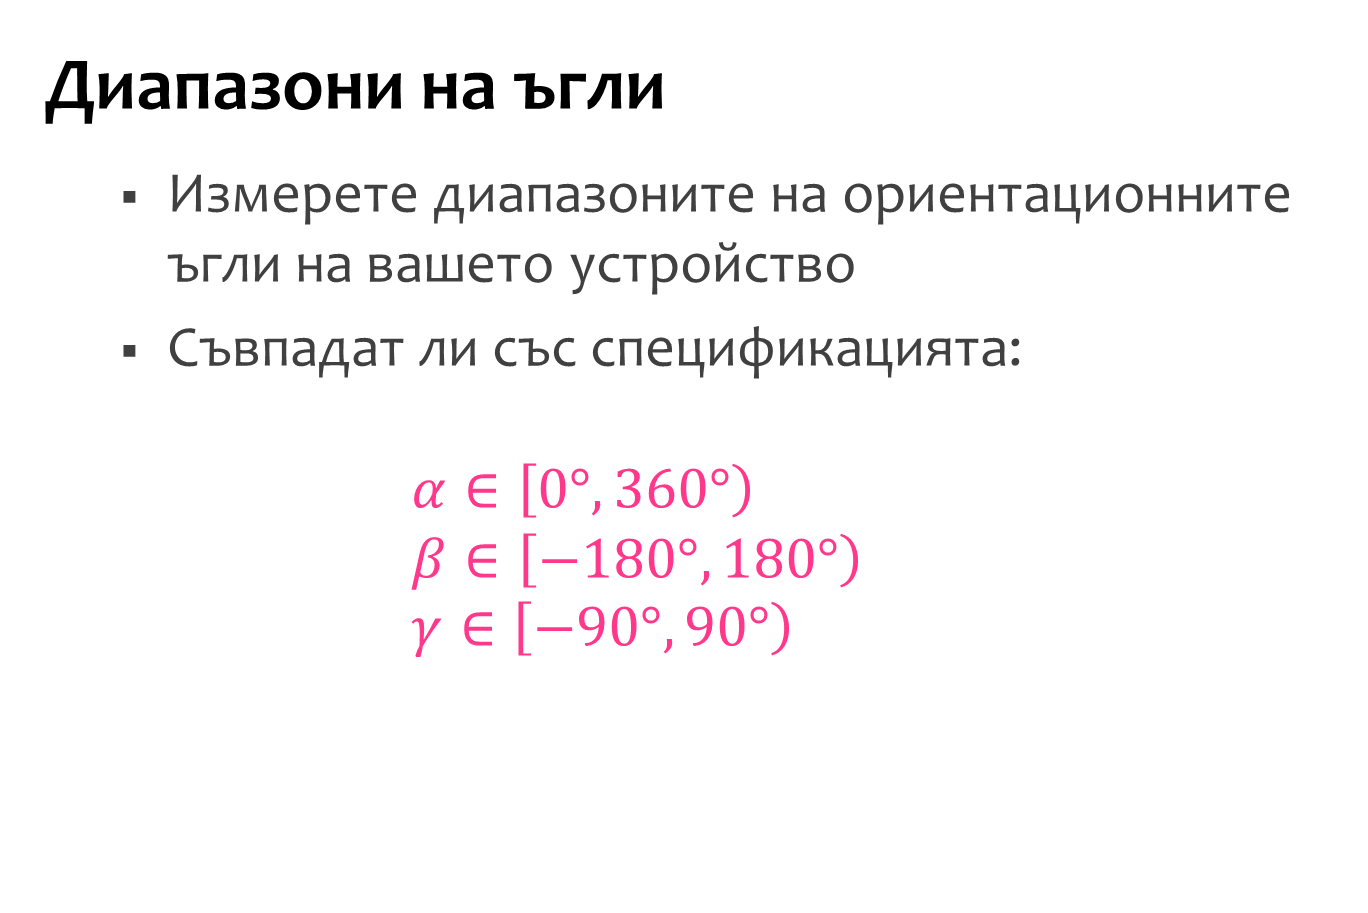 Диапазони на ъгли
▪ Измерете диапазоните на ориентационните
ъгли на вашето устройство
▪ Съвпадат ли със спецификацията:
𝛼 ∈ [0°, 360°)
𝛽 ∈ [−180°, 180°)
𝛾 ∈ [−90°, 90°)